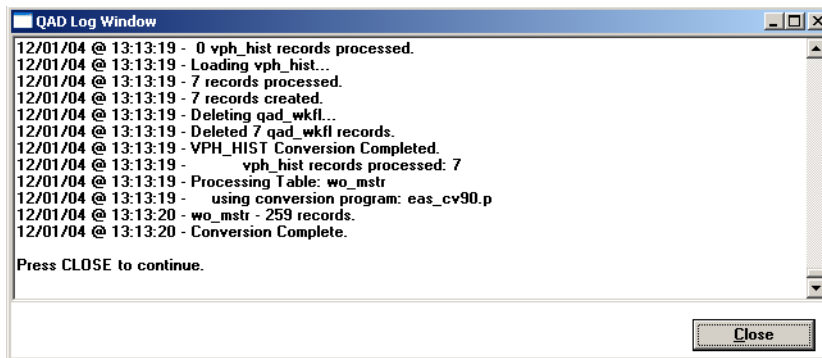 QAD Log Window
12/01/04 @ 13:13:19 - 0 vph_hist records processed.
12/01/04 @ 13:13:19 - Loading vph_hist...
12/01/04 @ 13:13:19 - 7 records processed.
12/01/04 @ 13:13:19 - 7 records created.
12/01/04 @ 13:13:19 - Deleting qad_wkfl...
12/01/04 @ 13:13:19 - Deleted 7 qad_wkfl records.
12/01/04 @ 13:13:19 - VPH_HIST Conversion Completed.
12/01/04 @ 13:13:19 - vph_hist records processed: 7
12/01/04 @ 13:13:19 - Processing Table: wo_mstr
12/01/04 @ 13:13:19 - using conversion program: eas_cv90.p
12/01/04 @ 13:13:20 - wo_mstr - 259 records.
12/01/04 @ 13:13:20 - Conversion Complete.
Press CLOSE to continue.
Close